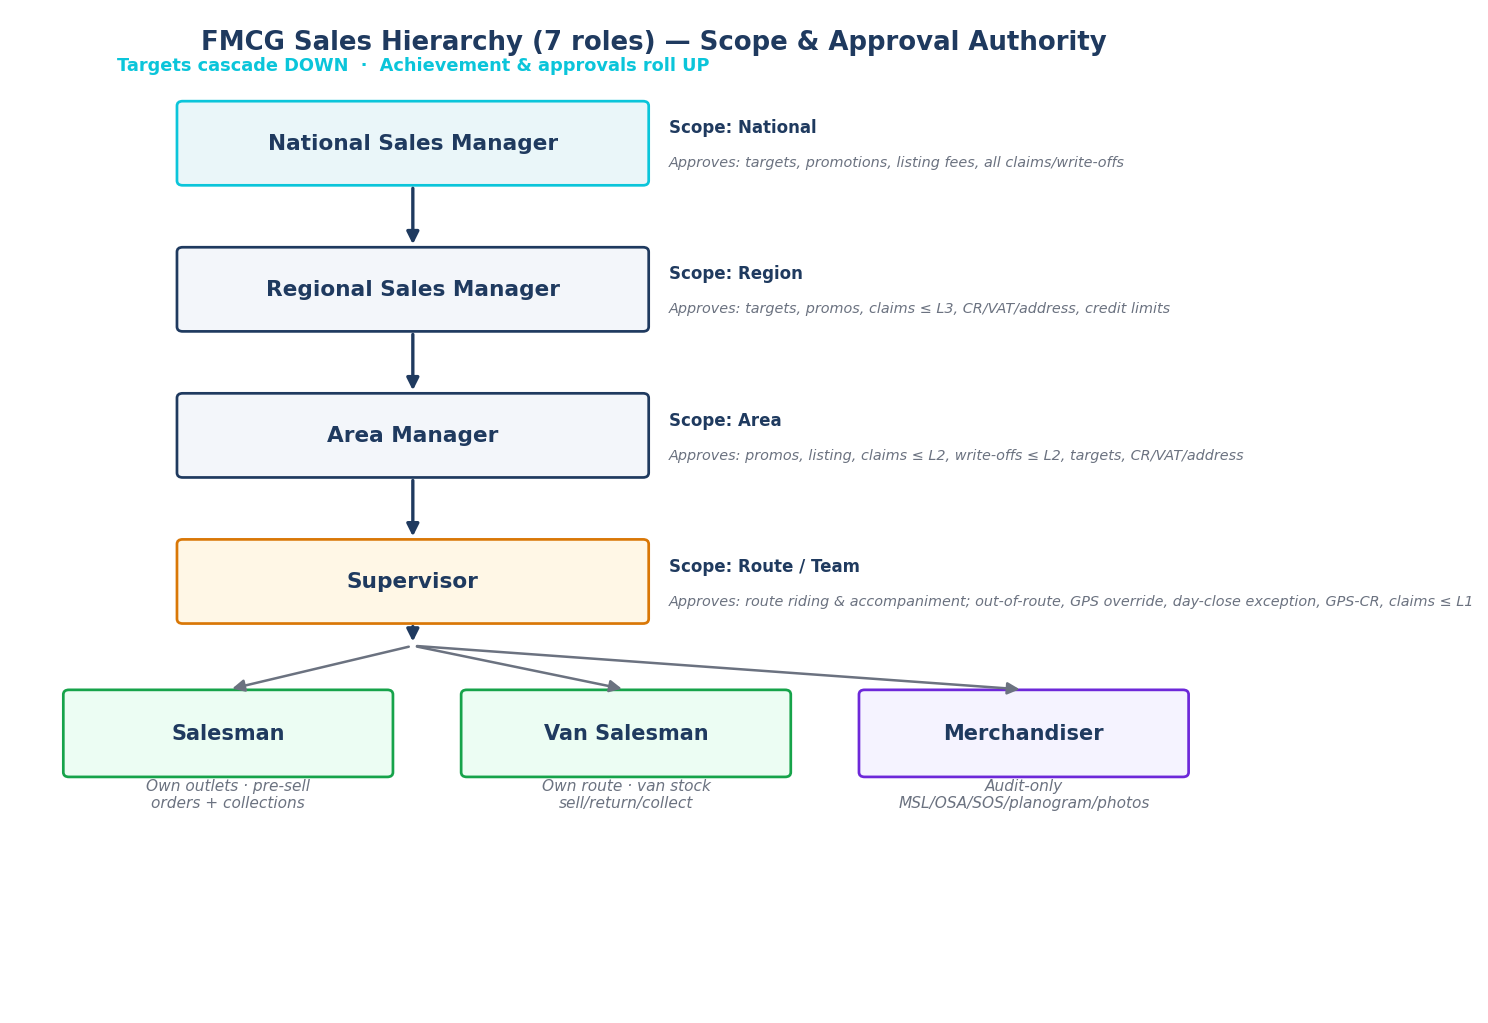 FMCG Sales Hierarchy (7 roles) — Scope & Approval Authority
Targets cascade DOWN · Achievement & approvals roll UP
National Sales Manager
Scope: National
Approves: targets, promotions, listing fees, all claims/write-offs
Regional Sales Manager
Scope: Region
Approves: targets, promos, claims ≤ L3, CR/VAT/address, credit limits
Area Manager
Scope: Area
Approves: promos, listing, claims ≤ L2, write-offs ≤ L2, targets, CR/VAT/address
Supervisor
Scope: Route / Team
Approves: route riding & accompaniment; out-of-route, GPS override, day-close exception, GPS-CR, claims ≤ L1
Salesman
Own outlets · pre-sell
orders + collections
Van Salesman
Own route · van stock
sell/return/collect
Merchandiser
Audit-only
MSL/OSA/SOS/planogram/photos